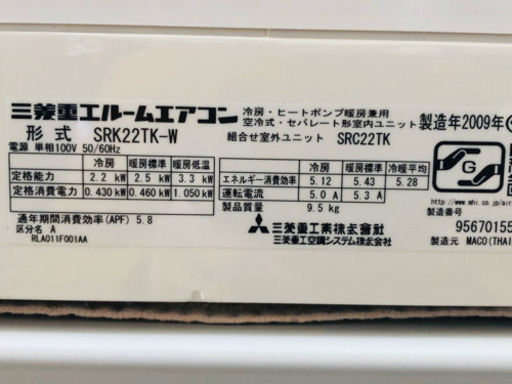 三菱重工ルームエアコン
冷房・ヒートポンプ暖房兼用
空冷式・セパレート形室内ユニット
製造年2009年
形式 SRK22TK-W
組合せ室外ユニット SRC22TK
電源 単相100V 50/60Hz
冷房 暖房標準 暖房低温
定格能力 2.2 kW 2.5 kW 3.3 kW
定格消費電力 0.430 kW 0.460 kW 1.050 kW
冷房 暖房標準 冷暖平均
エネルギー消費効率 5.12 5.43 5.28
運転電流 5.0 A 5.3 A
製品質量 9.5 kg
通年期間消費効率(APF) 5.8
区分名 A
RLA011F001AA
三菱重工業株式会社
三菱重工空調システム株式会社
G
http://www.mhi.co.jp/air
製造番号
95670155
製造元 MACO(THAI